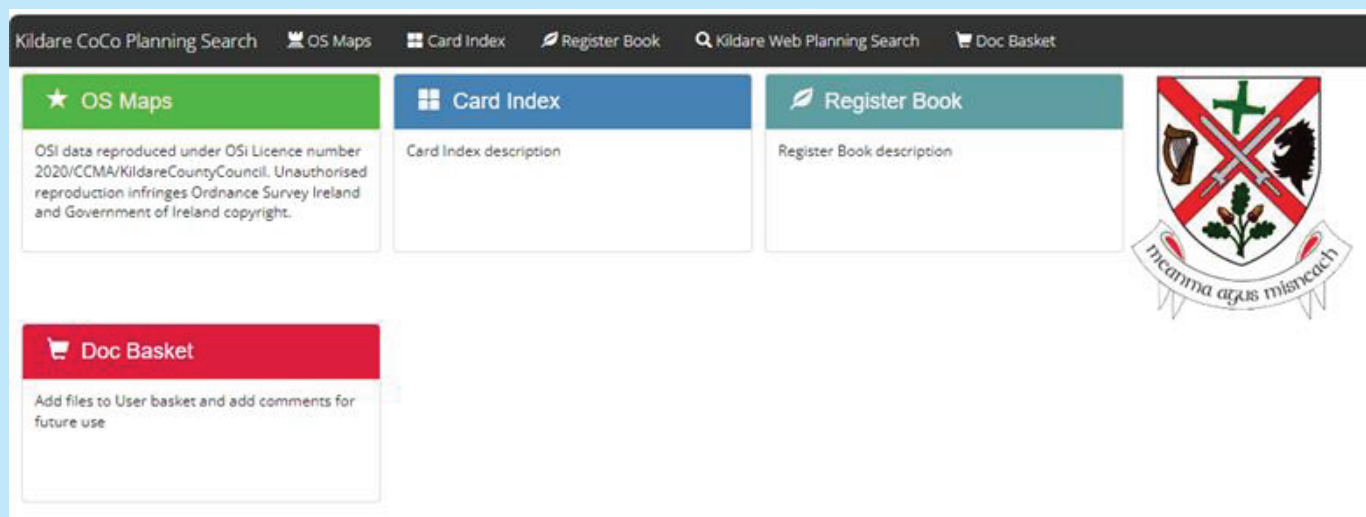 Kildare CoCo Planning Search OS Maps Card Index Register Book Kildare Web Planning Search Doc Basket
OS Maps
OSI data reproduced under OSi Licence number
2020/CCMA/KildareCountyCouncil. Unauthorised
reproduction infringes Ordnance Survey Ireland
and Government of Ireland copyright.
Card Index
Card Index description
Register Book
Register Book description
meanma agus misneach
Doc Basket
Add files to User basket and add comments for
future use